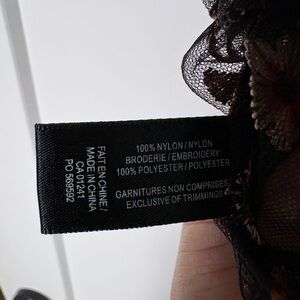 100% NYLON / NYLON
BRODERIE / EMBROIDERY
100% POLYESTER / POLYESTER
GARNITURES NON COMPRISES
EXCLUSIVE OF TRIMMINGS
FAIT EN CHINE /
MADE IN CHINA
CA 01241
PO 569592